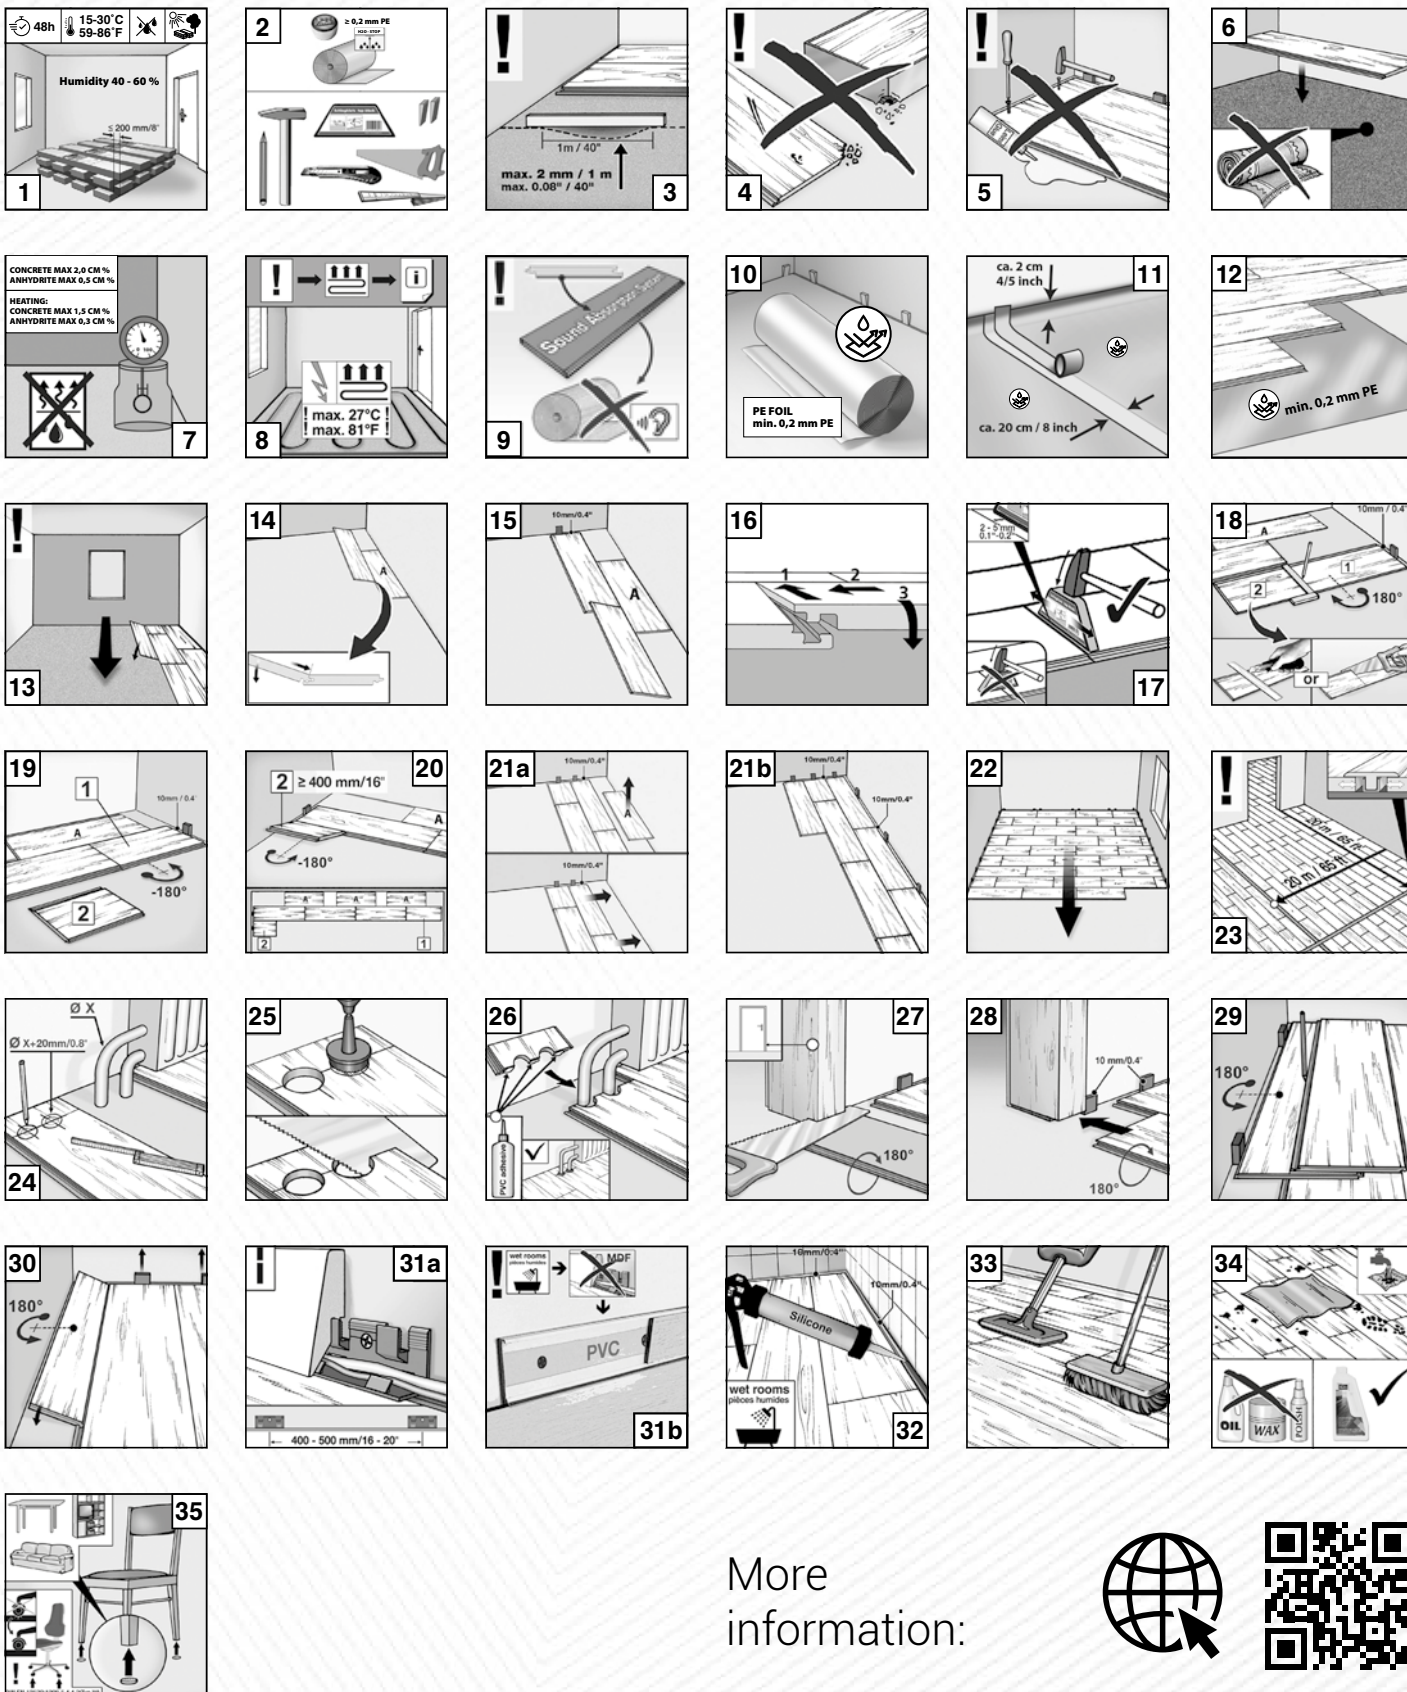 48h
15-30°C
59-86°F
Humidity 40 - 60 %
≤ 200 mm/8"
1
2
≥ 0,2 mm PE
H2O - STOP
1m / 40"
max. 2 mm / 1 m
max. 0.08" / 40"
3
4
5
6
CONCRETE MAX 2,0 CM %
ANHYDRITE MAX 0,5 CM %
HEATING:
CONCRETE MAX 1,5 CM %
ANHYDRITE MAX 0,3 CM %
7
max. 27°C
max. 81°F
8
Sound Absorption System
9
10
PE FOIL
min. 0,2 mm PE
11
ca. 2 cm
4/5 inch
ca. 20 cm / 8 inch
12
min. 0,2 mm PE
13
14
A
15
10mm/0.4"
A
16
1 2 3
2 - 5 mm
0.1"-0.2"
17
18
10mm / 0.4"
A
1
2
180°
or
19
1
10mm / 0.4
A
-180°
2
20
2 ≥ 400 mm/16"
A
-180°
A A A
2 1
21a
10mm/0.4"
A
10mm/0.4"
21b
10mm/0.4"
10mm/0.4"
22
20 m / 65 ft
20 m / 65 ft
23
Ø X
Ø X+20mm/0.8"
24
25
26
PVC adhesive
27
180°
28
10 mm/0.4"
180°
29
180°
30
180°
31a
400 - 500 mm/16 - 20"
wet rooms
pièces humides
MDF
PVC
31b
10mm/0.4"
10mm/0.4"
Silicone
wet rooms
pièces humides
32
33
34
OIL
WAX
POLISH
35
More
information: